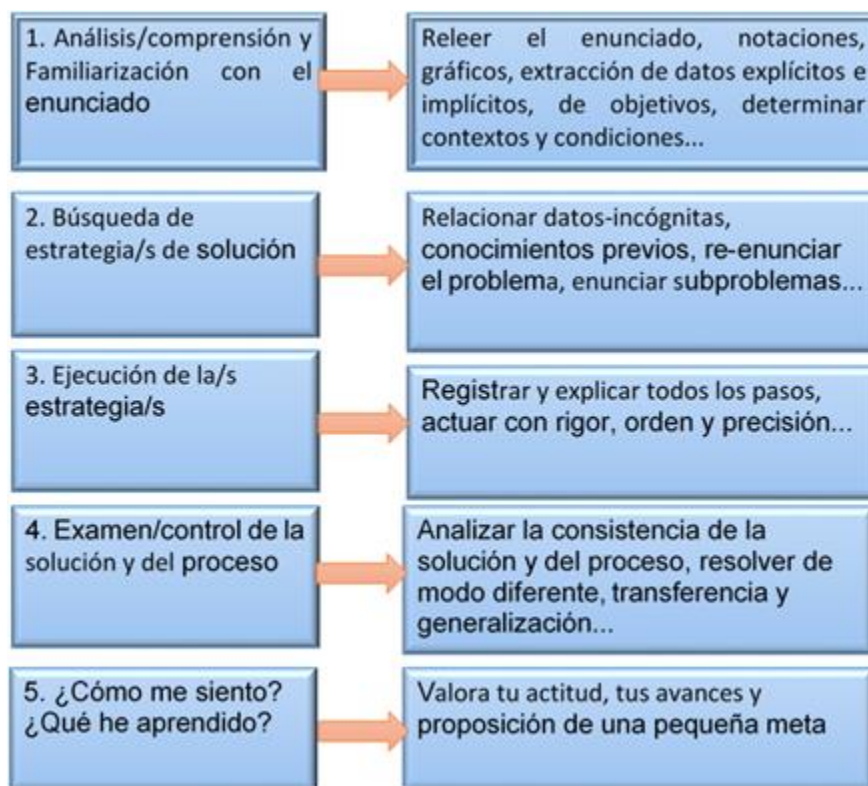 1. Análisis/comprensión y
Familiarización con el
enunciado
Releer el enunciado, notaciones,
gráficos, extracción de datos explícitos e
implícitos, de objetivos, determinar
contextos y condiciones...
2. Búsqueda de
estrategia/s de solución
Relacionar datos-incógnitas,
conocimientos previos, re-enunciar
el problema, enunciar subproblemas...
3. Ejecución de la/s
estrategia/s
Registrar y explicar todos los pasos,
actuar con rigor, orden y precisión...
4. Examen/control de la
solución y del proceso
Analizar la consistencia de la
solución y del proceso, resolver de
modo diferente, transferencia y
generalización...
5. ¿Cómo me siento?
¿Qué he aprendido?
Valora tu actitud, tus avances y
proposición de una pequeña meta